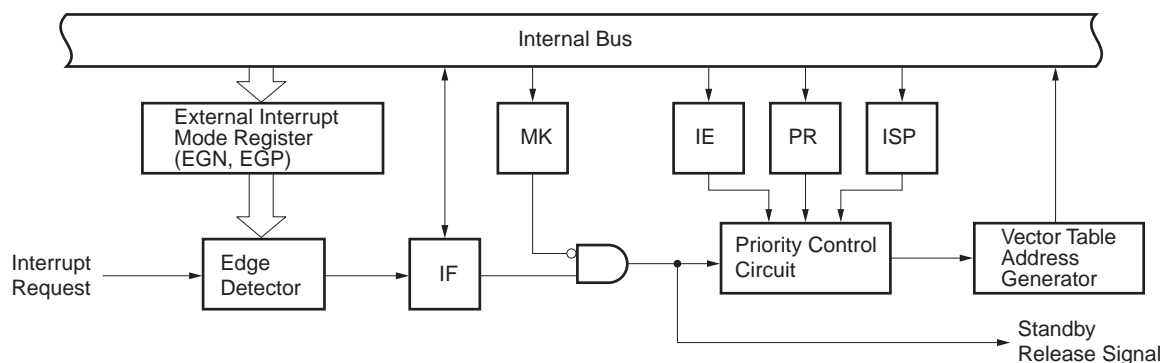 Internal Bus
External Interrupt
Mode Register
(EGN, EGP)
MK
IE
PR
ISP
Interrupt
Request
Edge
Detector
IF
Priority Control
Circuit
Vector Table
Address
Generator
Standby
Release Signal